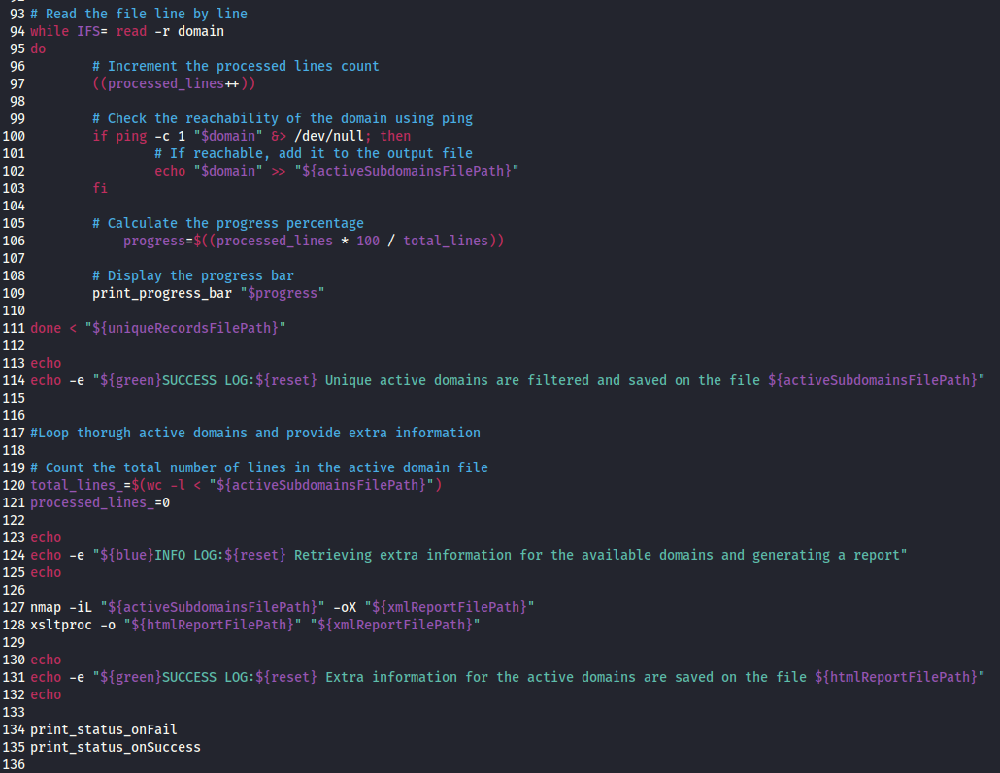 93 # Read the file line by line
94 while IFS= read -r domain
95 do
96         # Increment the processed lines count
97         ((processed_lines++))
98
99         # Check the reachability of the domain using ping
100         if ping -c 1 "$domain" &> /dev/null; then
101                 # If reachable, add it to the output file
102                 echo "$domain" >> "${activeSubdomainsFilePath}"
103         fi
104
105         # Calculate the progress percentage
106             progress=$((processed_lines * 100 / total_lines))
107
108         # Display the progress bar
109         print_progress_bar "$progress"
110
111 done < "${uniqueRecordsFilePath}"
112
113 echo
114 echo -e "${green}SUCCESS LOG:${reset} Unique active domains are filtered and saved on the file ${activeSubdomainsFilePath}"
115
116
117 #Loop thorugh active domains and provide extra information
118
119 # Count the total number of lines in the active domain file
120 total_lines_=$(wc -l < "${activeSubdomainsFilePath}")
121 processed_lines_=0
122
123 echo
124 echo -e "${blue}INFO LOG:${reset} Retrieving extra information for the available domains and generating a report"
125 echo
126
127 nmap -iL "${activeSubdomainsFilePath}" -oX "${xmlReportFilePath}"
128 xsltproc -o "${htmlReportFilePath}" "${xmlReportFilePath}"
129
130 echo
131 echo -e "${green}SUCCESS LOG:${reset} Extra information for the active domains are saved on the file ${htmlReportFilePath}"
132 echo
133
134 print_status_onFail
135 print_status_onSuccess
136